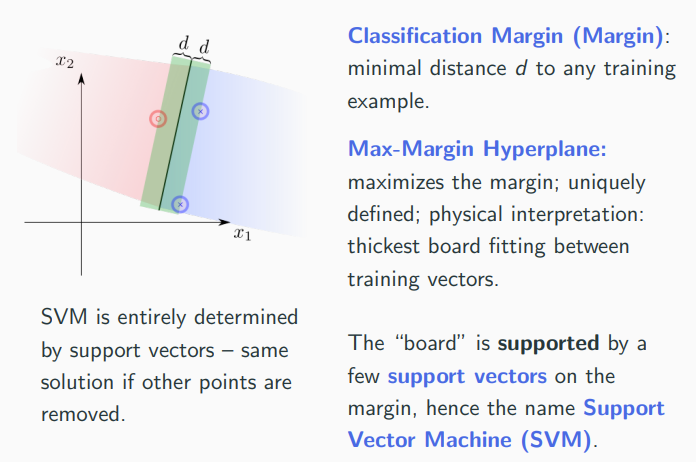 d d
x2
x1
SVM is entirely determined
by support vectors – same
solution if other points are
removed.
Classification Margin (Margin):
minimal distance d to any training
example.
Max-Margin Hyperplane:
maximizes the margin; uniquely
defined; physical interpretation:
thickest board fitting between
training vectors.
The “board” is supported by a
few support vectors on the
margin, hence the name Support
Vector Machine (SVM).